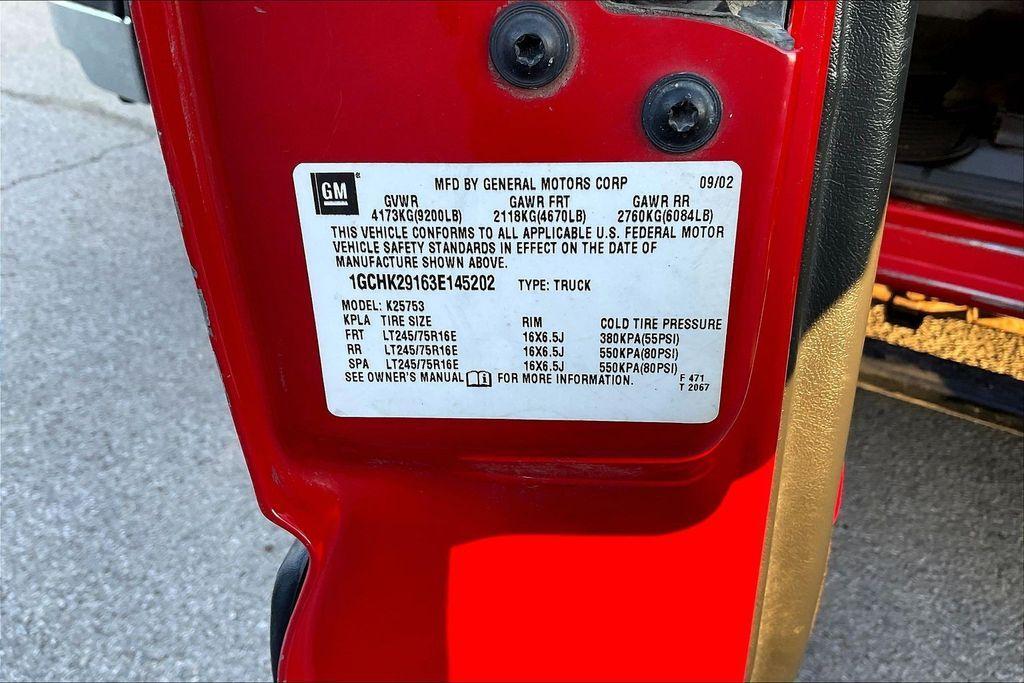 GM ® MFD BY GENERAL MOTORS CORP 09/02
GVWR GAWR FRT GAWR RR
4173KG(9200LB) 2118KG(4670LB) 2760KG(6084LB)
THIS VEHICLE CONFORMS TO ALL APPLICABLE U.S. FEDERAL MOTOR
VEHICLE SAFETY STANDARDS IN EFFECT ON THE DATE OF
MANUFACTURE SHOWN ABOVE.
1GCHK29163E145202 TYPE: TRUCK
MODEL: K25753
KPLA TIRE SIZE RIM COLD TIRE PRESSURE
FRT LT245/75R16E 16X6.5J 380KPA(55PSI)
RR LT245/75R16E 16X6.5J 550KPA(80PSI)
SPA LT245/75R16E 16X6.5J 550KPA(80PSI)
SEE OWNER'S MANUAL FOR MORE INFORMATION.
F 471
T 2067